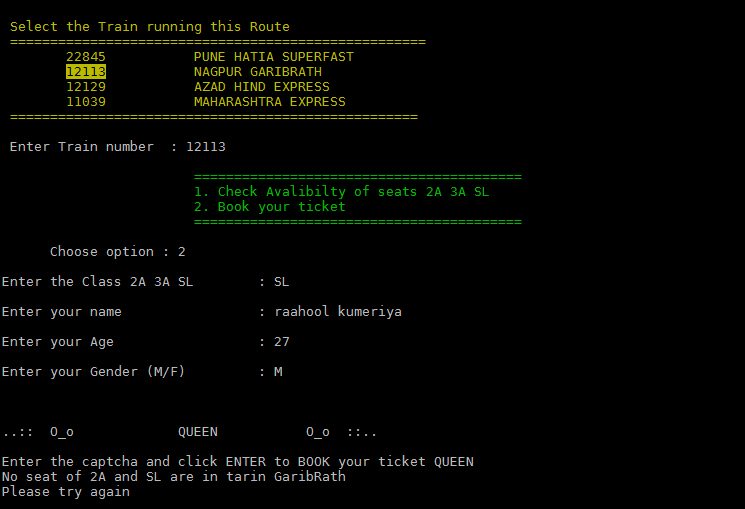 Select the Train running this Route
====================================================
22845 PUNE HATIA SUPERFAST
12113 NAGPUR GARIBRATH
12129 AZAD HIND EXPRESS
11039 MAHARASHTRA EXPRESS
===================================================
Enter Train number : 12113
=========================================
1. Check Avalibilty of seats 2A 3A SL
2. Book your ticket
=========================================
Choose option : 2
Enter the Class 2A 3A SL : SL
Enter your name : raahool kumeriya
Enter your Age : 27
Enter your Gender (M/F) : M
..:: O_o QUEEN O_o ::..
Enter the captcha and click ENTER to BOOK your ticket QUEEN
No seat of 2A and SL are in tarin GaribRath
Please try again